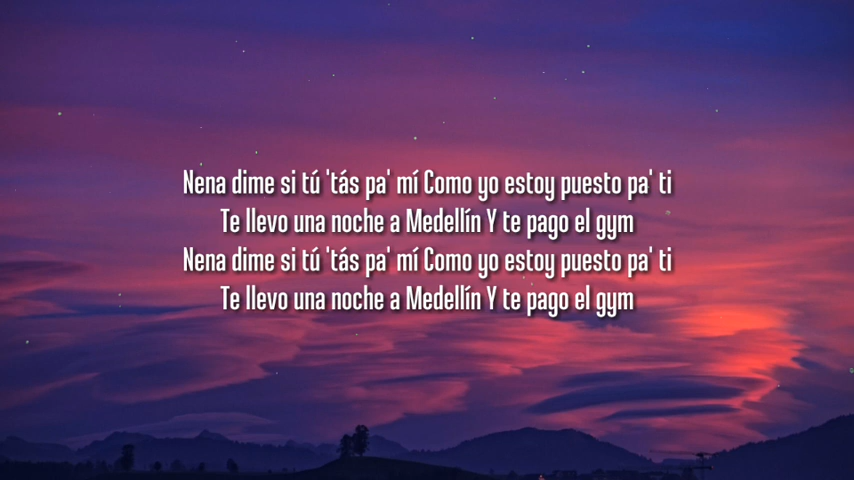 Nena dime si tú 'tás pa' mí Como yo estoy puesto pa' ti
Te llevo una noche a Medellín Y te pago el gym
Nena dime si tú 'tás pa' mí Como yo estoy puesto pa' ti
Te llevo una noche a Medellín Y te pago el gym